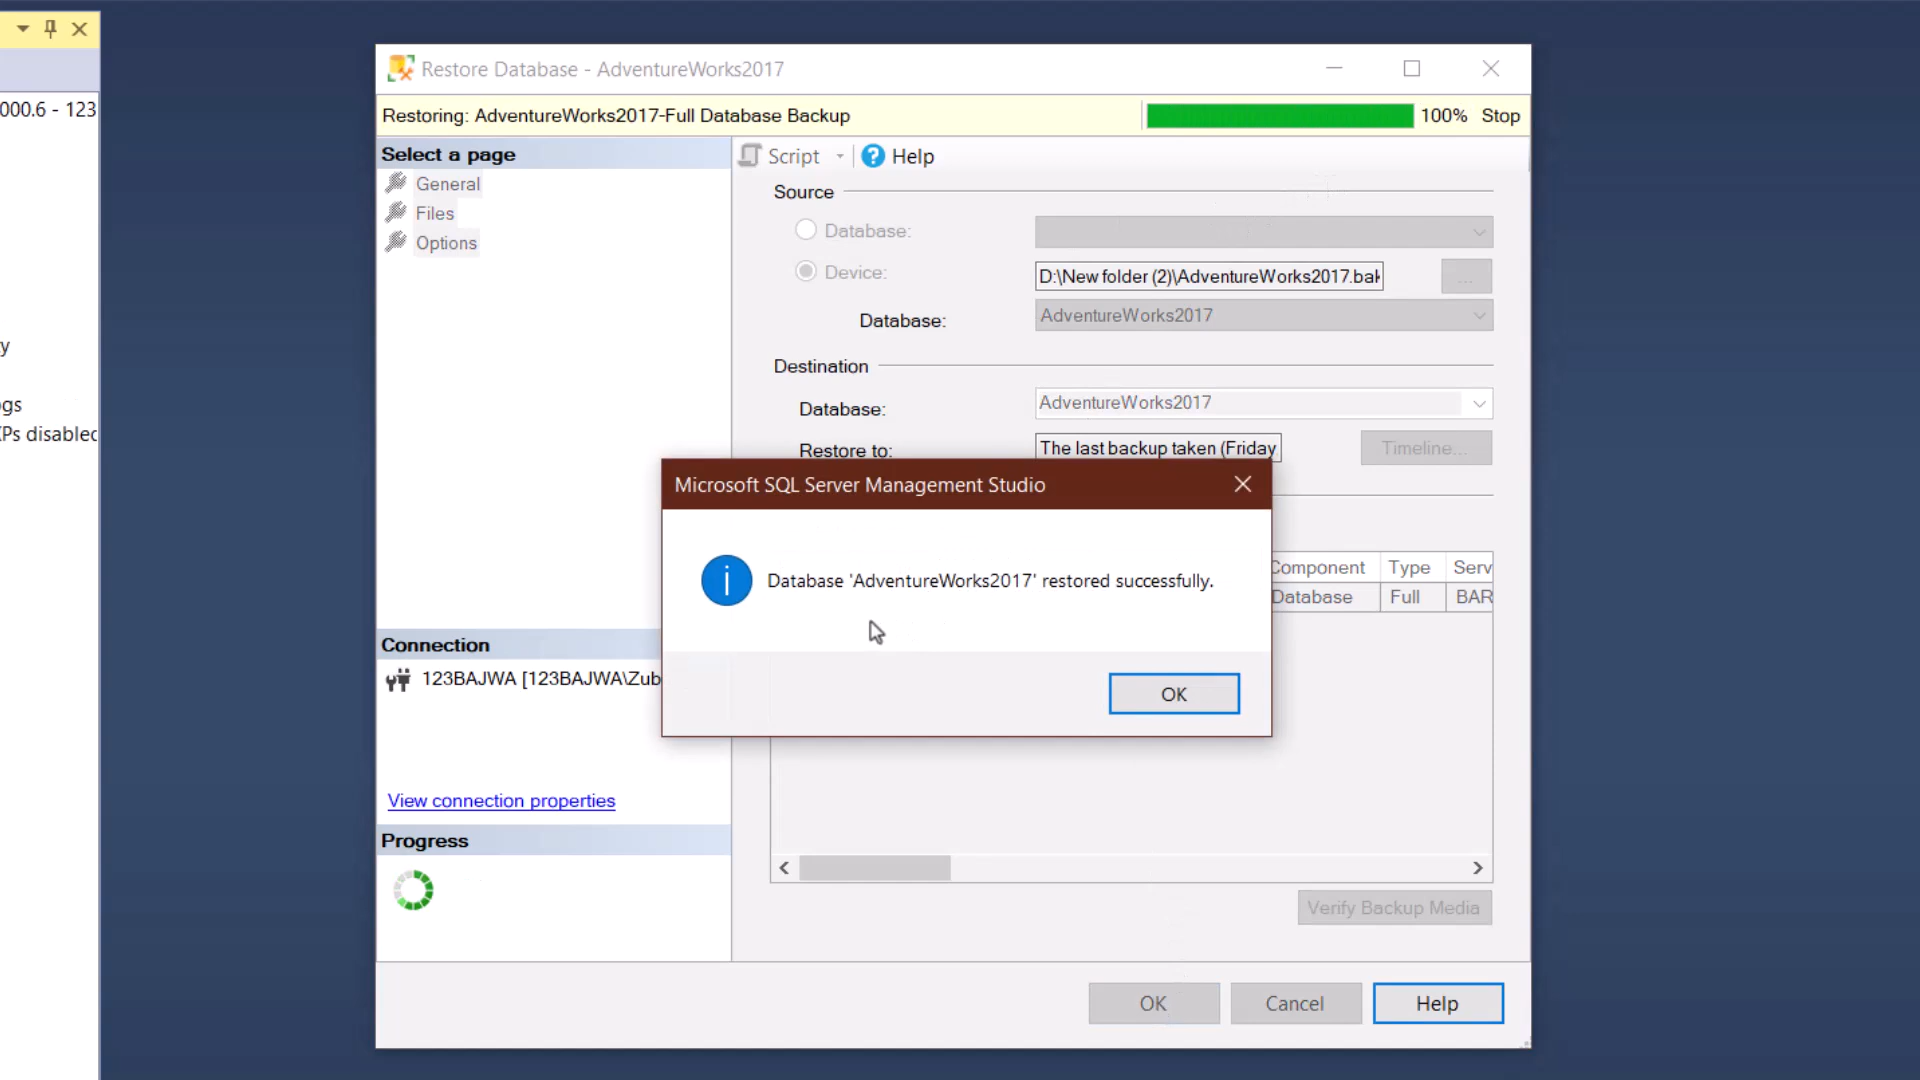 000.6 - 123
y
gs
Ps disabled
Restore Database - AdventureWorks2017
Restoring: AdventureWorks2017-Full Database Backup
100% Stop
Select a page
General
Files
Options
Script
Help
Source
Database:
Device:
D:\New folder (2)\AdventureWorks2017.bak
...
Database:
AdventureWorks2017
Destination
Database:
AdventureWorks2017
Restore to:
The last backup taken (Friday
Timeline...
Microsoft SQL Server Management Studio
Database 'AdventureWorks2017' restored successfully.
OK
Component Type Serv
Database Full BAR
Connection
123BAJWA [123BAJWA\Zub
View connection properties
Progress
Verify Backup Media
OK Cancel Help